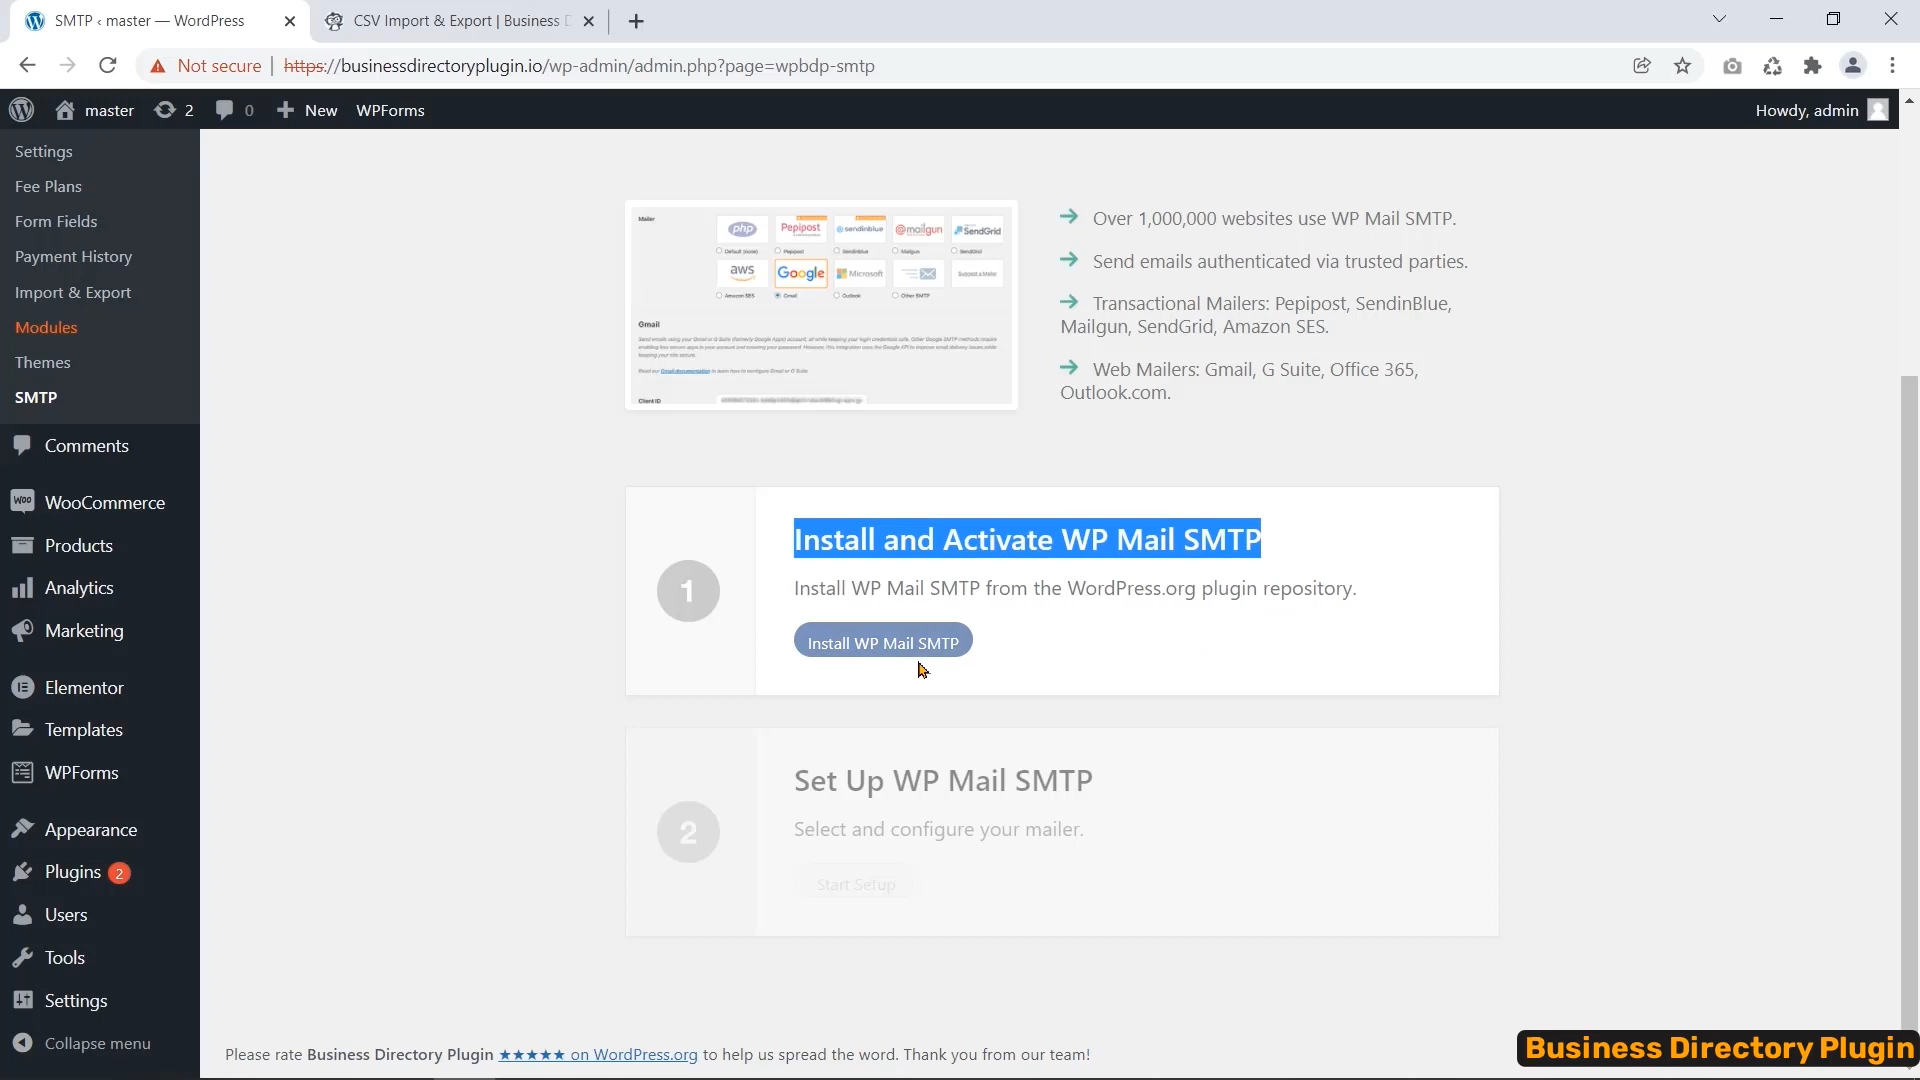 SMTP ‹ master — WordPress
CSV Import & Export | Business D
Not secure
https://businessdirectoryplugin.io/wp-admin/admin.php?page=wpbdp-smtp
master
2
0
New
WPForms
Howdy, admin
Settings
Fee Plans
Form Fields
Payment History
Import & Export
Modules
Themes
SMTP
Comments
WooCommerce
Products
Analytics
Marketing
Elementor
Templates
WPForms
Appearance
Plugins 2
Users
Tools
Settings
Collapse menu
Mailer
php
Pepipost
sendinblue
@mailgun
SendGrid
Default (none)
Pepipost
Sendinblue
Mailgun
SendGrid
aws
Google
Microsoft
Suggest a Mailer
Amazon SES
Gmail
Outlook
Other SMTP
Gmail
Client ID
Over 1,000,000 websites use WP Mail SMTP.
Send emails authenticated via trusted parties.
Transactional Mailers: Pepipost, SendinBlue,
Mailgun, SendGrid, Amazon SES.
Web Mailers: Gmail, G Suite, Office 365,
Outlook.com.
1
Install and Activate WP Mail SMTP
Install WP Mail SMTP from the WordPress.org plugin repository.
Install WP Mail SMTP
2
Set Up WP Mail SMTP
Select and configure your mailer.
Start Setup
Please rate Business Directory Plugin ★★★★★ on WordPress.org to help us spread the word. Thank you from our team!
Business Directory Plugin